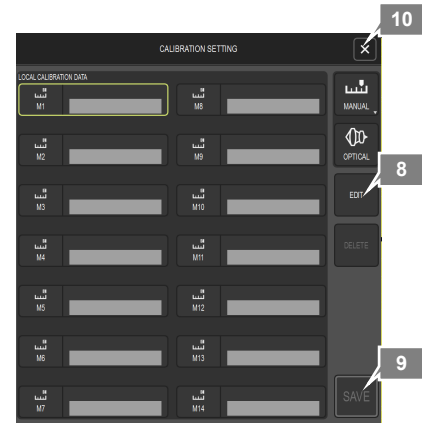 10
CALIBRATION SETTING
LOCAL CALIBRATION DATA
M1
M8
MANUAL
M2
M9
OPTICAL
8
M3
M10
EDIT
M4
M11
DELETE
M5
M12
M6
M13
9
M7
M14
SAVE